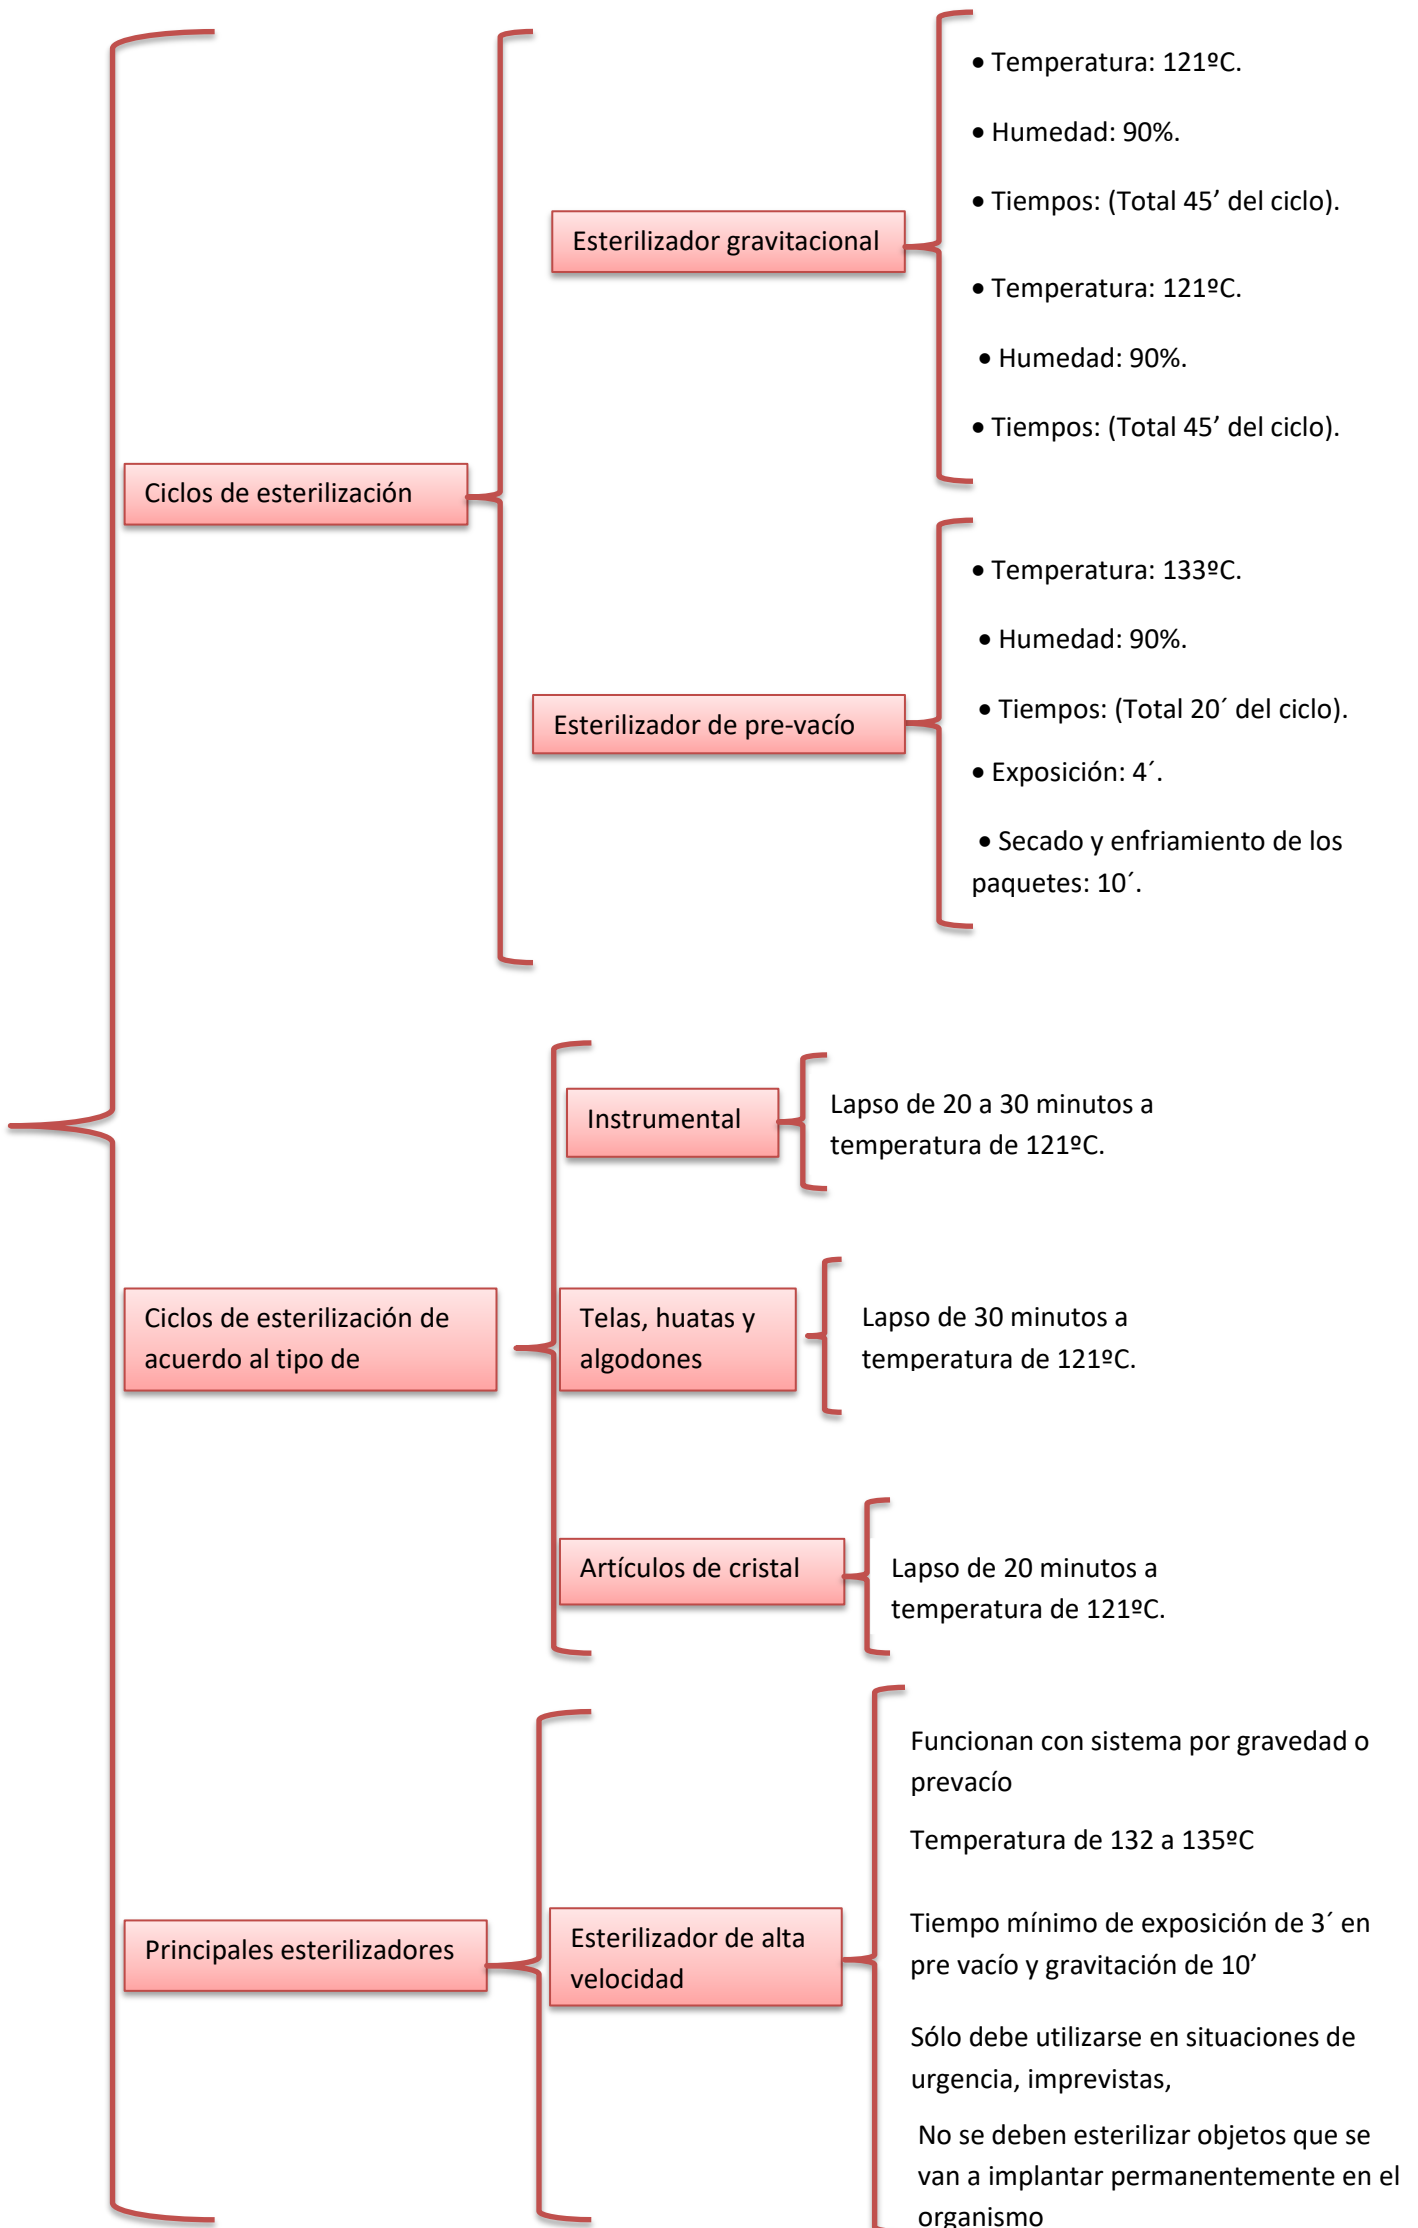 Ciclos de esterilización
Esterilizador gravitacional
• Temperatura: 121ºC.
• Humedad: 90%.
• Tiempos: (Total 45’ del ciclo).
• Temperatura: 121ºC.
• Humedad: 90%.
• Tiempos: (Total 45’ del ciclo).
Esterilizador de pre-vacío
• Temperatura: 133ºC.
• Humedad: 90%.
• Tiempos: (Total 20´ del ciclo).
• Exposición: 4´.
• Secado y enfriamiento de los
paquetes: 10´.
Ciclos de esterilización de
acuerdo al tipo de
Instrumental
Lapso de 20 a 30 minutos a
temperatura de 121ºC.
Telas, huatas y
algodones
Lapso de 30 minutos a
temperatura de 121ºC.
Artículos de cristal
Lapso de 20 minutos a
temperatura de 121ºC.
Principales esterilizadores
Esterilizador de alta
velocidad
Funcionan con sistema por gravedad o
prevacío
Temperatura de 132 a 135ºC
Tiempo mínimo de exposición de 3´ en
pre vacío y gravitación de 10’
Sólo debe utilizarse en situaciones de
urgencia, imprevistas,
No se deben esterilizar objetos que se
van a implantar permanentemente en el
organismo